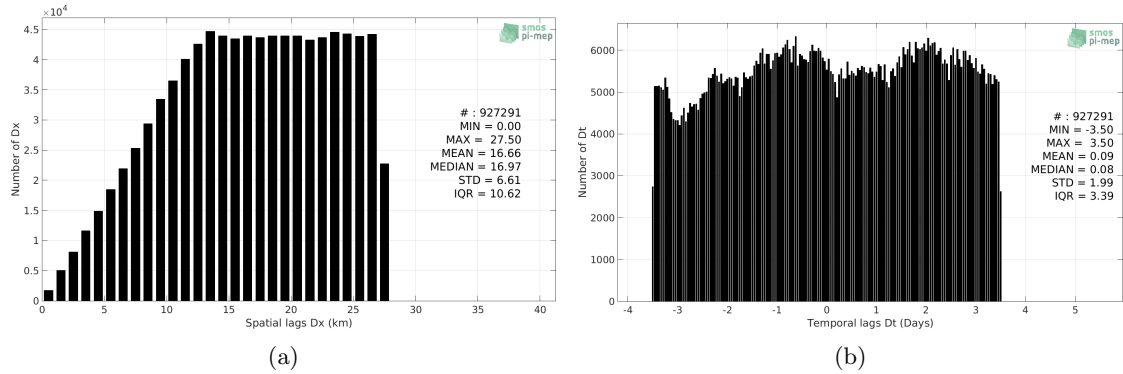 ×10⁴
4.5
4
3.5
3
2.5
2
1.5
1
0.5
0
Number of Dx
0 5 10 15 20 25 30 35 40
Spatial lags Dx (km)
smos
pi-mep
# : 927291
MIN = 0.00
MAX = 27.50
MEAN = 16.66
MEDIAN = 16.97
STD = 6.61
IQR = 10.62
(a)
6000
5000
4000
3000
2000
1000
0
Number of Dt
-4 -3 -2 -1 0 1 2 3 4 5
Temporal lags Dt (Days)
smos
pi-mep
# : 927291
MIN = -3.50
MAX = 3.50
MEAN = 0.09
MEDIAN = 0.08
STD = 1.99
IQR = 3.39
(b)